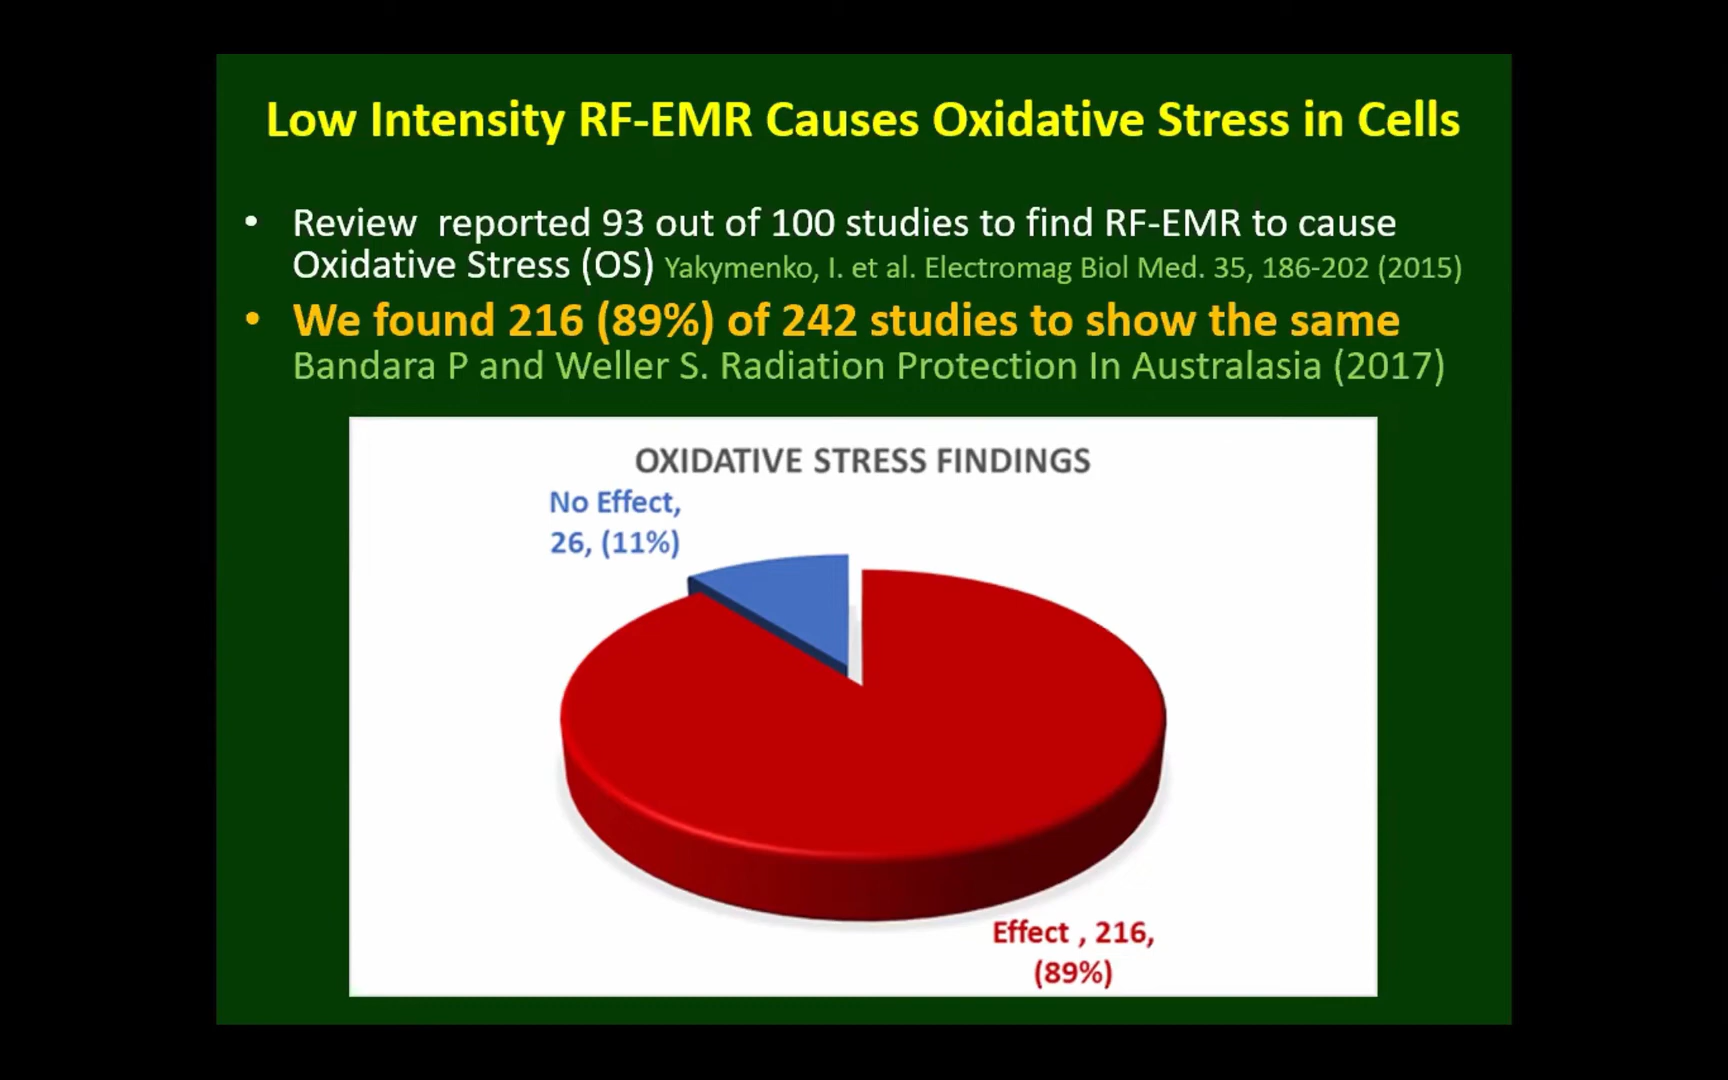 Low Intensity RF-EMR Causes Oxidative Stress in Cells
• Review reported 93 out of 100 studies to find RF-EMR to cause
Oxidative Stress (OS) Yakymenko, I. et al. Electromag Biol Med. 35, 186-202 (2015)
• We found 216 (89%) of 242 studies to show the same
Bandara P and Weller S. Radiation Protection In Australasia (2017)
OXIDATIVE STRESS FINDINGS
No Effect,
26, (11%)
Effect , 216,
(89%)